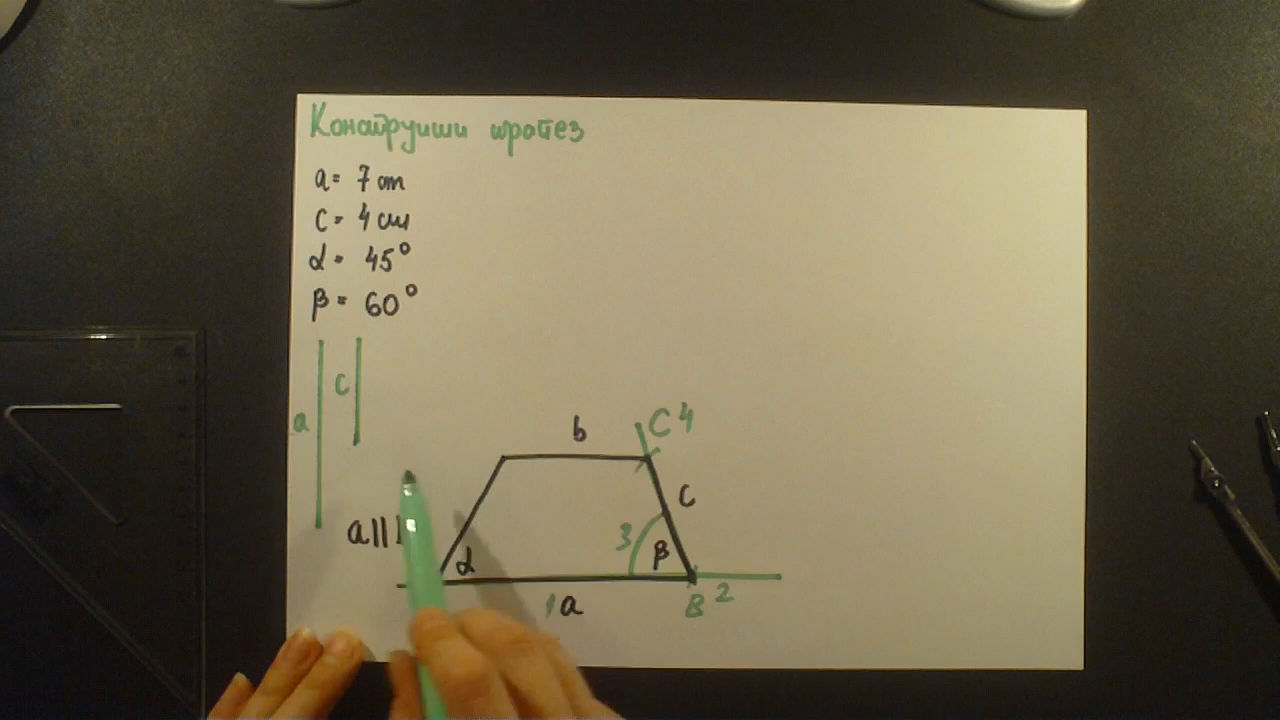 Конструиши трапез
a = 7 cm
c = 4 cm
α = 45°
β = 60°
a
c
b
C 4
c
a||
3
β
α
1 a
B 2